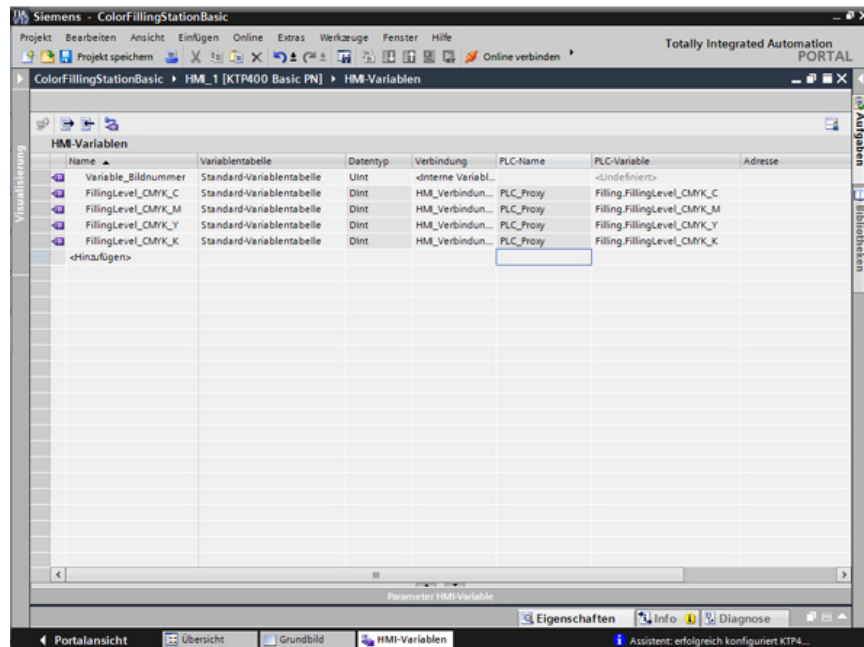 Siemens - ColorFillingStationBasic
Projekt Bearbeiten Ansicht Einfügen Online Extras Werkzeuge Fenster Hilfe
Totally Integrated Automation
PORTAL
Projekt speichern Online verbinden
ColorFillingStationBasic HMI_1 [KTP400 Basic PN] HMI-Variablen
HMI-Variablen
Name Variablentabelle Datentyp Verbindung PLC-Name PLC-Variable Adresse
Variable_Bildnummer Standard-Variablentabelle UInt <Interne Variabl... <Undefiniert>
FillingLevel_CMYK_C Standard-Variablentabelle DInt HMI_Verbindun... PLC_Proxy Filling.FillingLevel_CMYK_C
FillingLevel_CMYK_M Standard-Variablentabelle DInt HMI_Verbindun... PLC_Proxy Filling.FillingLevel_CMYK_M
FillingLevel_CMYK_Y Standard-Variablentabelle DInt HMI_Verbindun... PLC_Proxy Filling.FillingLevel_CMYK_Y
FillingLevel_CMYK_K Standard-Variablentabelle DInt HMI_Verbindun... PLC_Proxy Filling.FillingLevel_CMYK_K
<Hinzufügen>
Visualisierung
Aufgaben
Bibliotheken
Parameter HMI-Variable
Eigenschaften Info Diagnose
Portalansicht Übersicht Grundbild HMI-Variablen Assistent: erfolgreich konfiguriert KTP4...